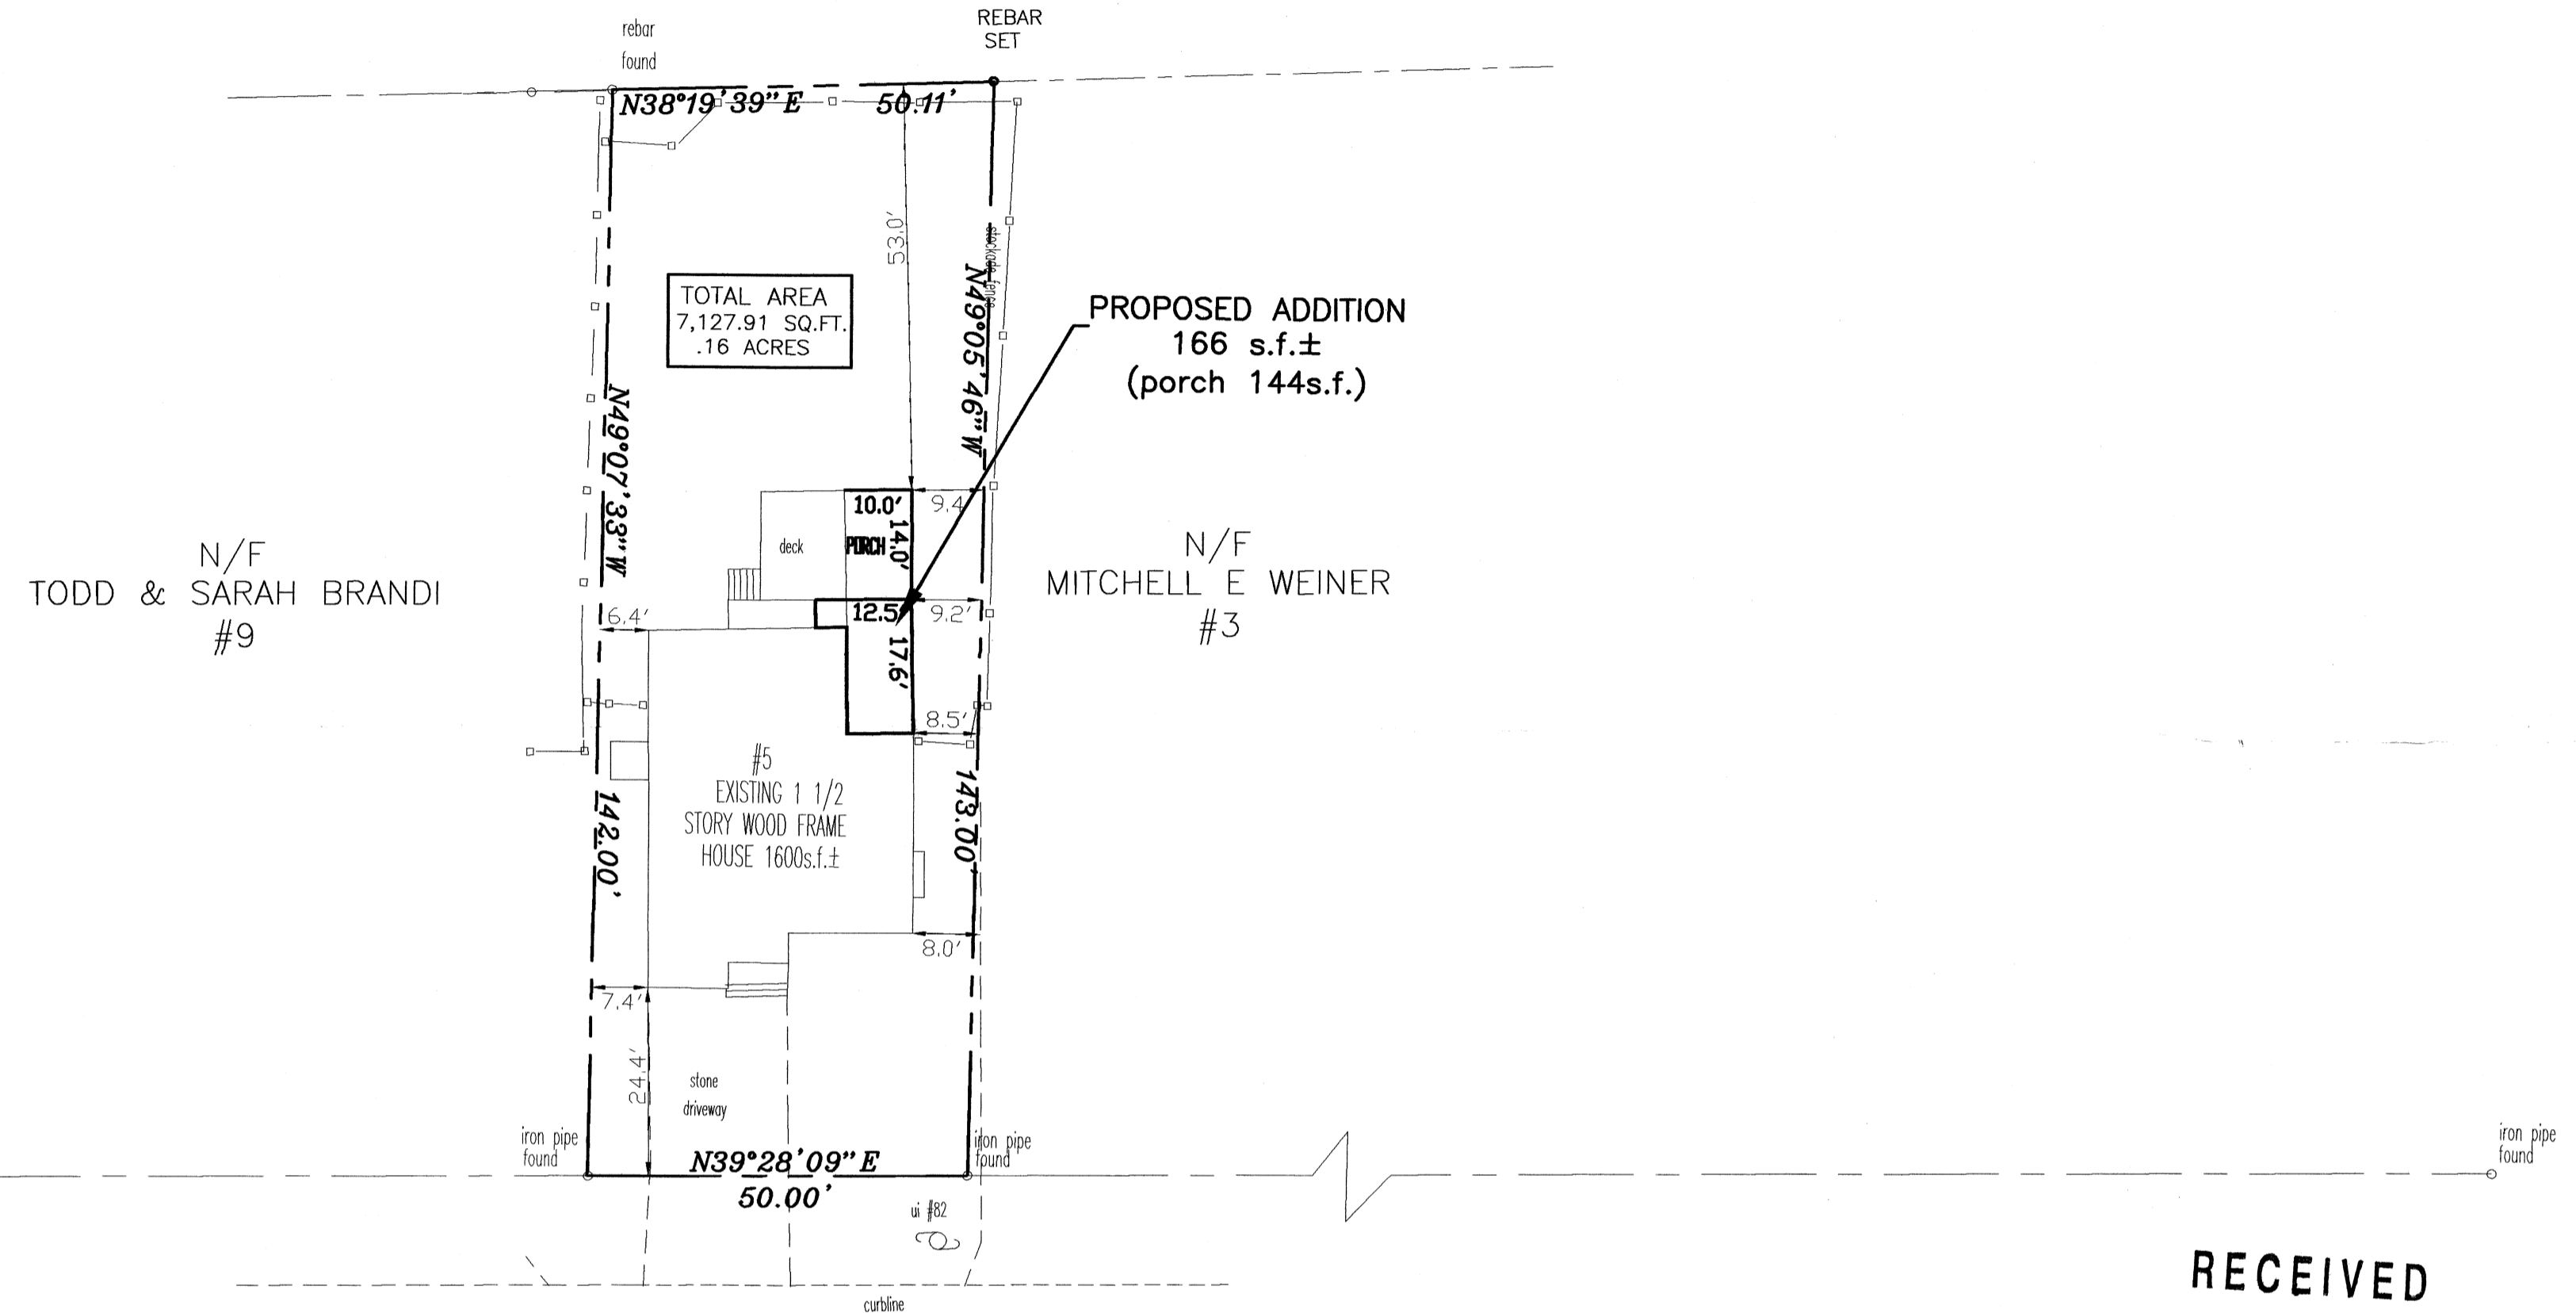 rebar
found
REBAR
SET
N38°19'39"E
50.11'
53.0'
stockade fence
N49°05'46"W
TOTAL AREA
7,127.91 SQ.FT.
.16 ACRES
PROPOSED ADDITION
166 s.f.±
(porch 144s.f.)
N49°07'33"W
10.0'
9.4
14.0'
deck
PORCH
N/F
TODD & SARAH BRANDI
#9
N/F
MITCHELL E WEINER
#3
6.4'
12.5'
9.2'
17.6'
8.5'
#5
EXISTING 1 1/2
STORY WOOD FRAME
HOUSE 1600s.f.±
142.00'
143.00'
8.0'
7.4'
24.4'
stone
driveway
iron pipe
found
N39°28'09"E
50.00'
iron pipe
found
iron pipe
found
ui #82
curbline
RECEIVED